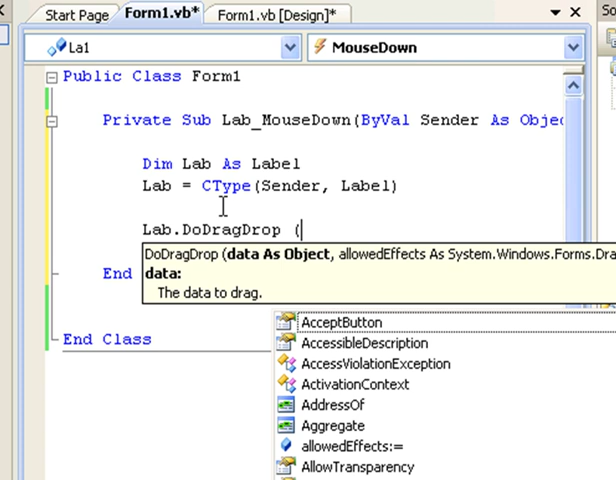 Start Page
Form1.vb*
Form1.vb [Design]*
So
La1
MouseDown
Public Class Form1
Private Sub Lab_MouseDown(ByVal Sender As Objec
Dim Lab As Label
Lab = CType(Sender, Label)
Lab.DoDragDrop (
DoDragDrop (data As Object, allowedEffects As System.Windows.Forms.Dra
data:
The data to drag.
End
End Class
AcceptButton
AccessibleDescription
AccessViolationException
ActivationContext
AddressOf
Aggregate
allowedEffects:=
AllowTransparency